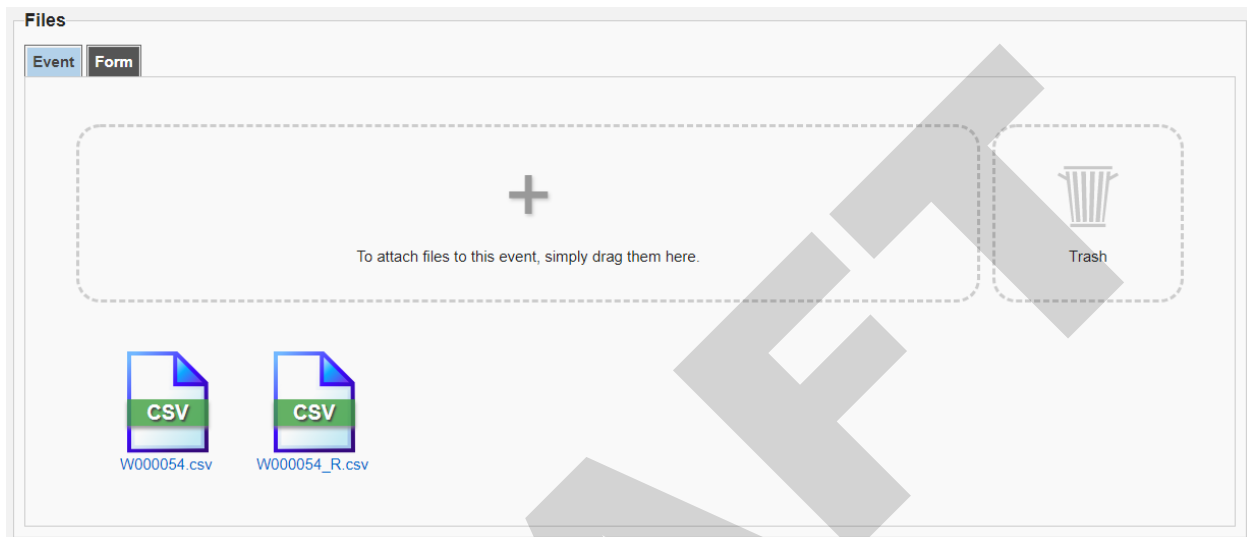 Files
Event Form
To attach files to this event, simply drag them here.
Trash
CSV CSV
W000054.csv W000054_R.csv